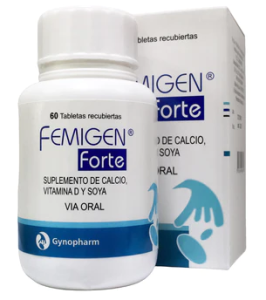 60 Tabletas recubiertas
FEMIGEN®
Forte
SUPLEMENTO DE CALCIO,
VITAMINA D Y SOYA
VIA ORAL
Gynopharm
Tabletas recubiertas
MIGEN®
Forte
TO DE CALCIO,
D Y SOYA
ORAL